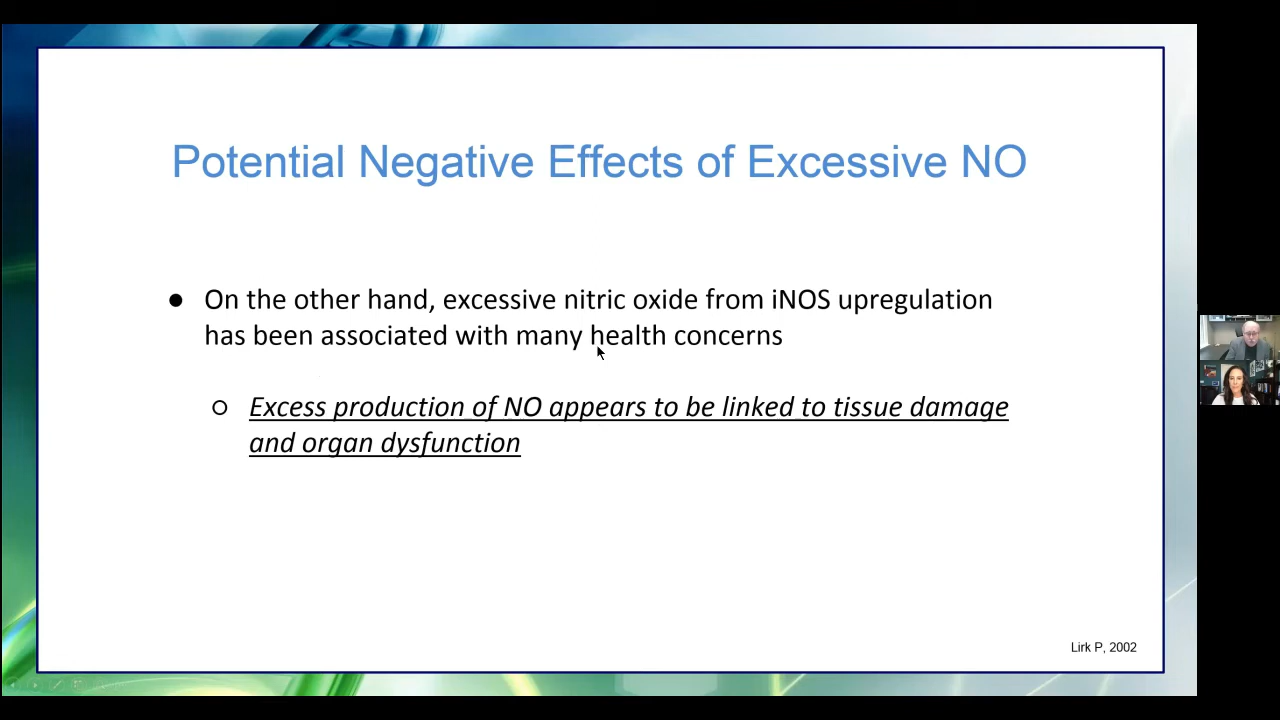 Potential Negative Effects of Excessive NO
● On the other hand, excessive nitric oxide from iNOS upregulation
has been associated with many health concerns
○ Excess production of NO appears to be linked to tissue damage
and organ dysfunction
Lirk P, 2002